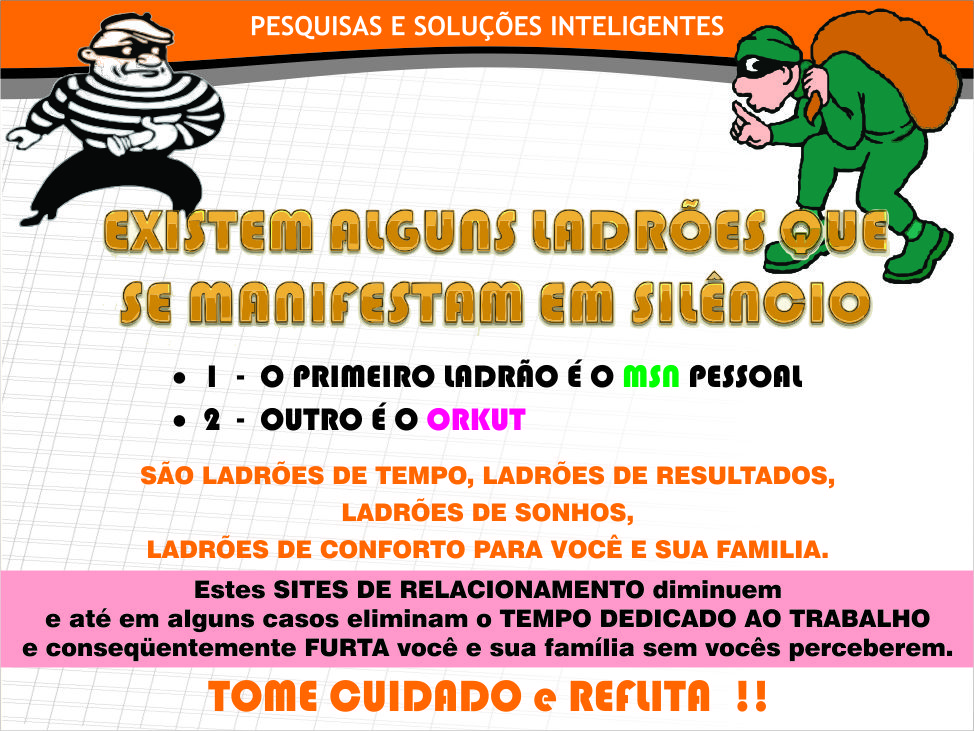 PESQUISAS E SOLUÇÕES INTELIGENTES
EXISTEM ALGUNS LADRÕES QUE
SE MANIFESTAM EM SILÊNCIO
• 1 - O PRIMEIRO LADRÃO É O MSN PESSOAL
• 2 - OUTRO É O ORKUT
SÃO LADRÕES DE TEMPO, LADRÕES DE RESULTADOS,
LADRÕES DE SONHOS,
LADRÕES DE CONFORTO PARA VOCÊ E SUA FAMILIA.
Estes SITES DE RELACIONAMENTO diminuem
e até em alguns casos eliminam o TEMPO DEDICADO AO TRABALHO
e conseqüentemente FURTA você e sua família sem vocês perceberem.
TOME CUIDADO e REFLITA !!